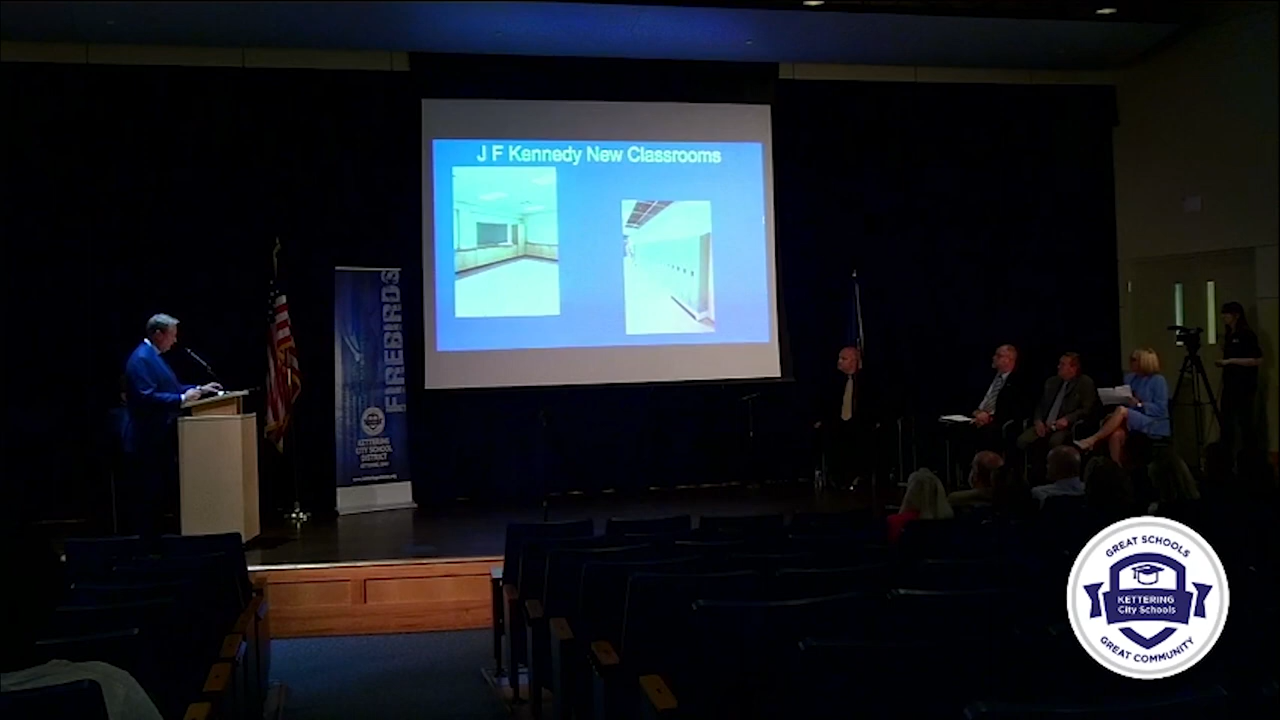 J F Kennedy New Classrooms
FIREBIRDS
KETTERING
CITY SCHOOL
DISTRICT
GREAT SCHOOLS
KETTERING
City Schools
GREAT COMMUNITY